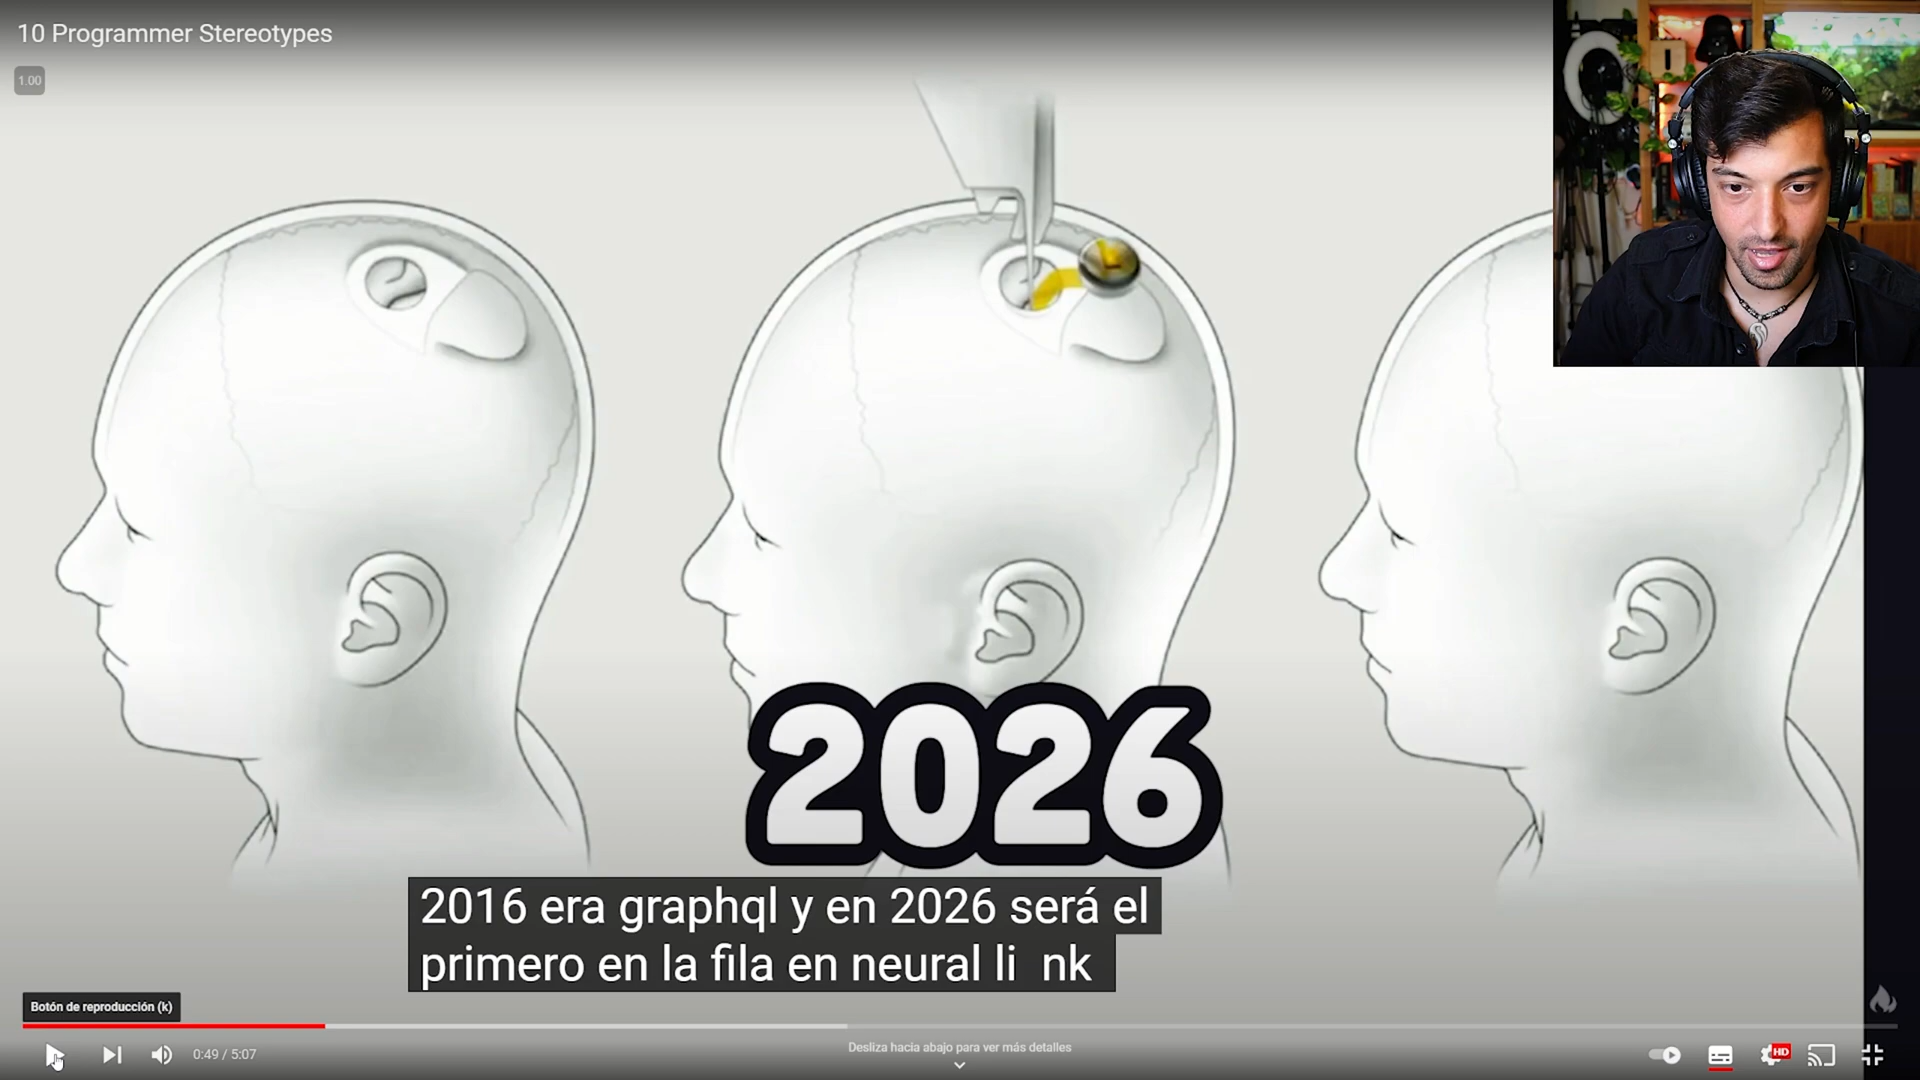 10 Programmer Stereotypes
1.00
2026
2016 era graphql y en 2026 será el
primero en la fila en neural li nk
Botón de reproducción (k)
0:49 / 5:07
Desliza hacia abajo para ver más detalles
HD